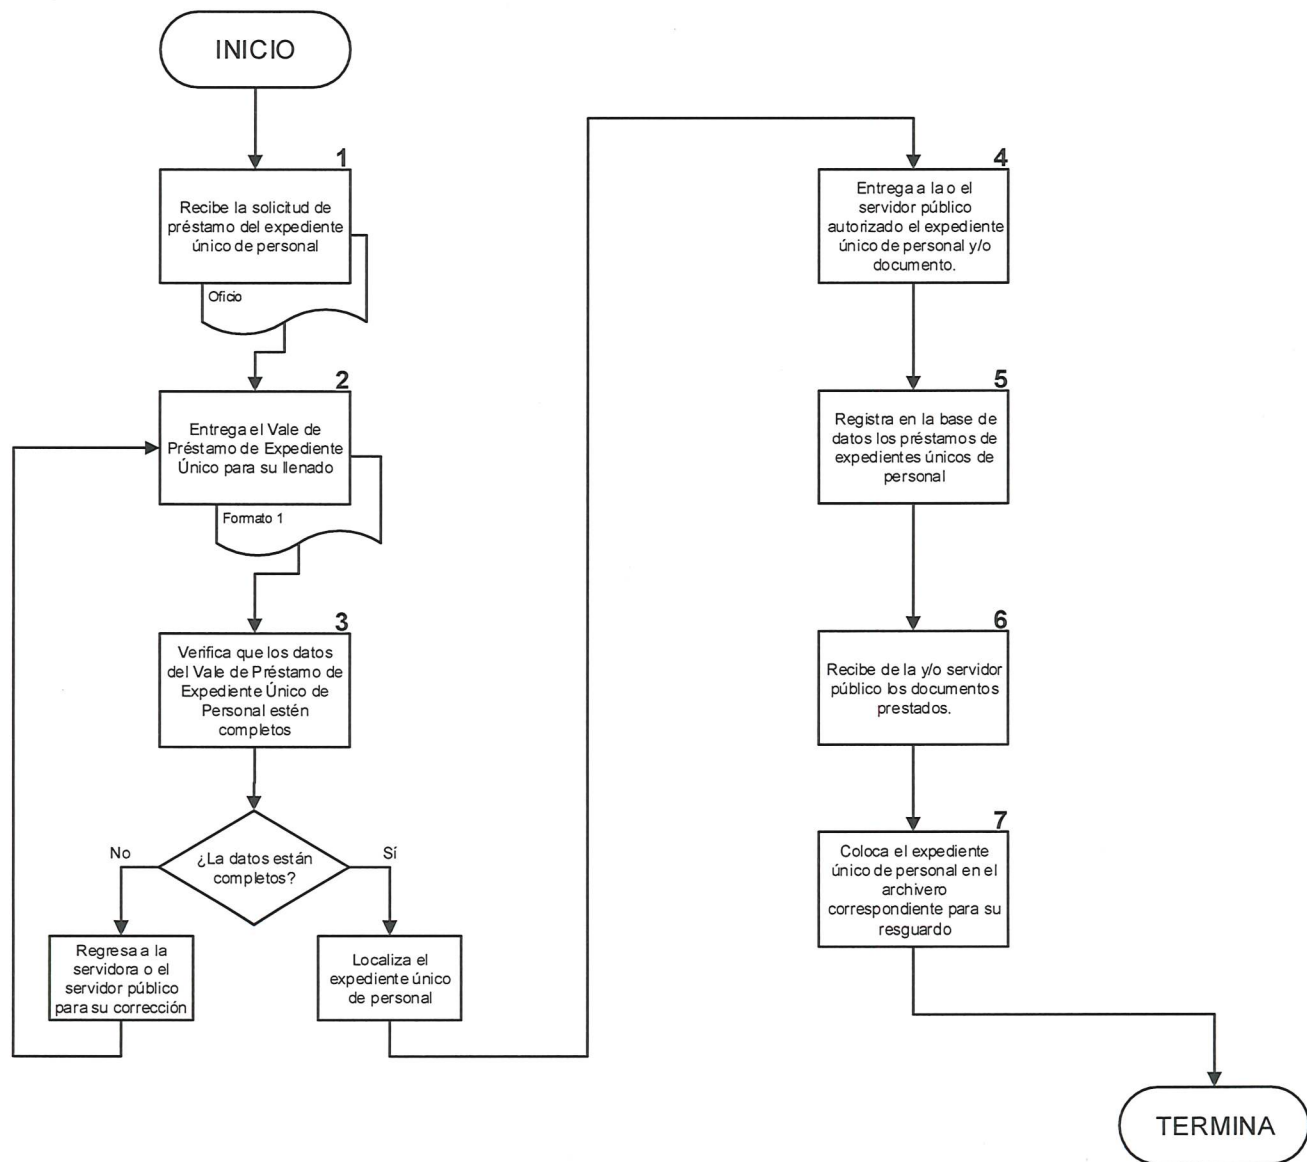 INICIO
1
Recibe la solicitud de
préstamo del expediente
único de personal
Oficio
2
Entrega el Vale de
Préstamo de Expediente
Único para su llenado
Formato 1
3
Verifica que los datos
del Vale de Préstamo de
Expediente Único de
Personal estén
completos
¿La datos están
completos?
No
Sí
Regresa a la
servidora o el
servidor público
para su corrección
Localiza el
expediente único
de personal
4
Entrega a la o el
servidor público
autorizado el expediente
único de personal y/o
documento.
5
Registra en la base de
datos los préstamos de
expedientes únicos de
personal
6
Recibe de la y/o servidor
público los documentos
prestados.
7
Coloca el expediente
único de personal en el
archivero
correspondiente para su
resguardo
TERMINA